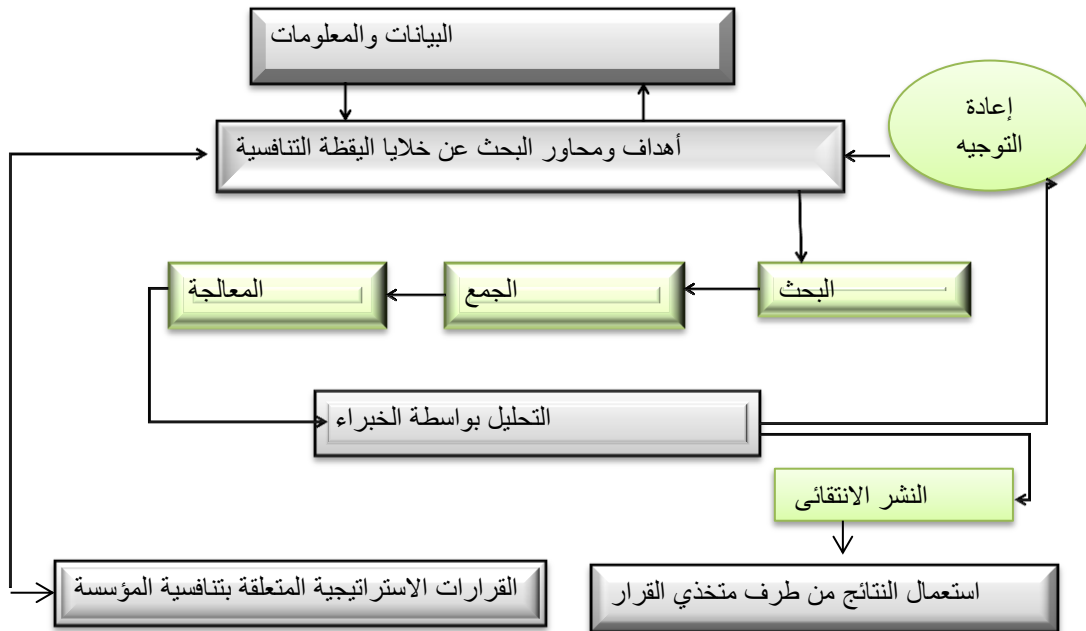 البيانات والمعلومات
إعادة
التوجيه
أهداف ومحاور البحث عن خلايا اليقظة التنافسية
البحث
الجمع
المعالجة
التحليل بواسطة الخبراء
النشر الانتقائى
القرارات الاستراتيجية المتعلقة بتنافسية المؤسسة
استعمال النتائج من طرف متخذي القرار